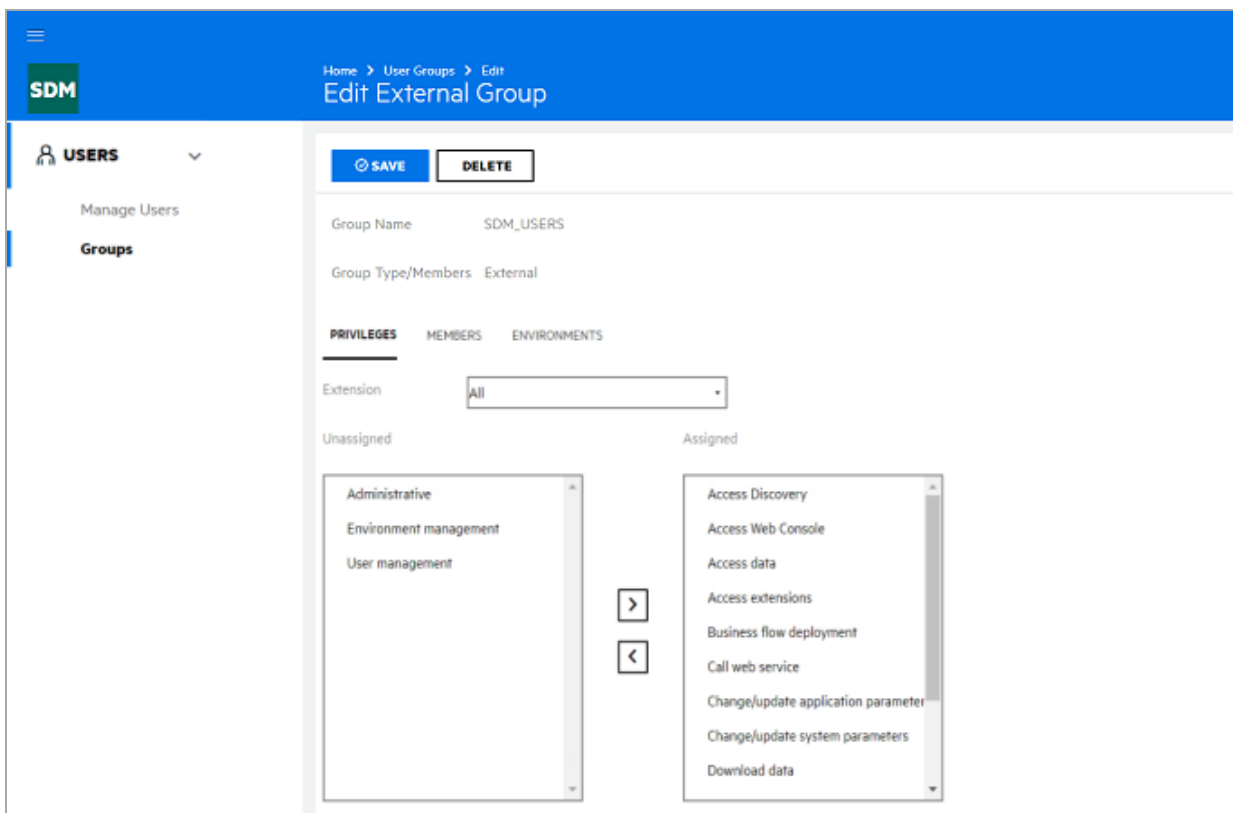 SDM
Home > User Groups > Edit
Edit External Group
USERS
Manage Users
Groups
SAVE
DELETE
Group Name SDM_USERS
Group Type/Members External
PRIVILEGES MEMBERS ENVIRONMENTS
Extension All
Unassigned Assigned
Administrative
Environment management
User management
Access Discovery
Access Web Console
Access data
Access extensions
Business flow deployment
Call web service
Change/update application parameter
Change/update system parameters
Download data